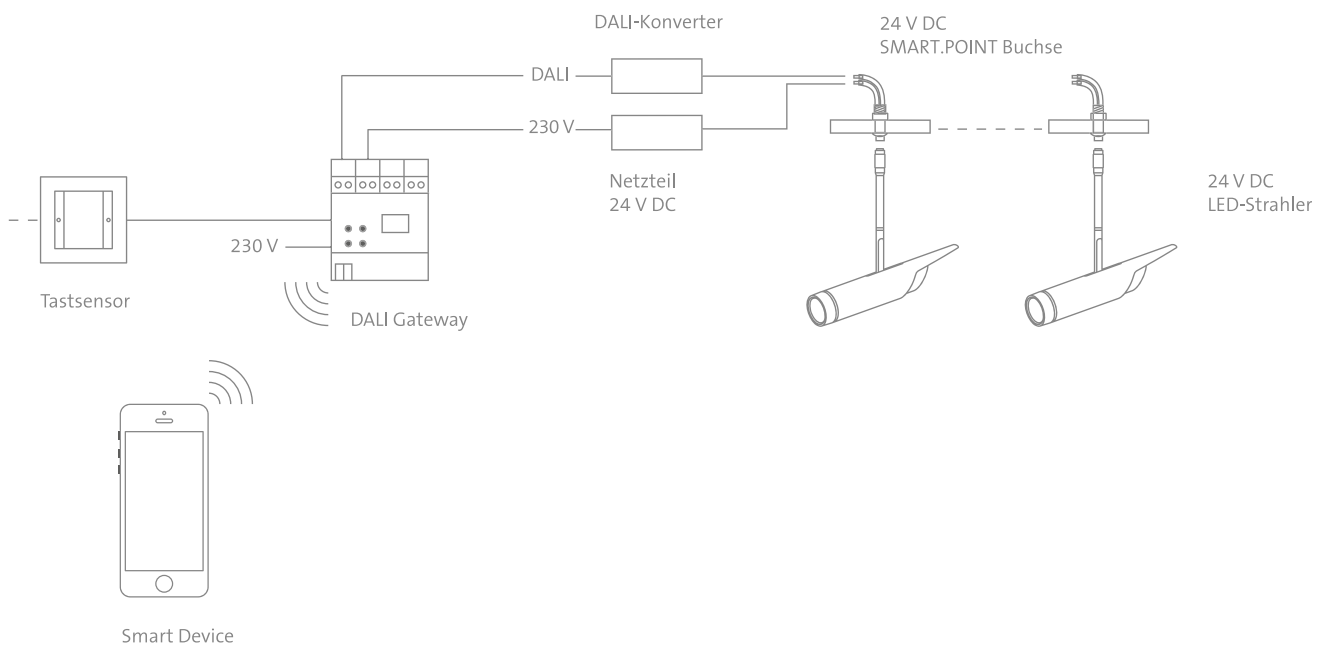 DALI-Konverter
24 V DC
SMART.POINT Buchse
DALI
230 V
Netzteil
24 V DC
24 V DC
LED-Strahler
230 V
Tastsensor
DALI Gateway
Smart Device